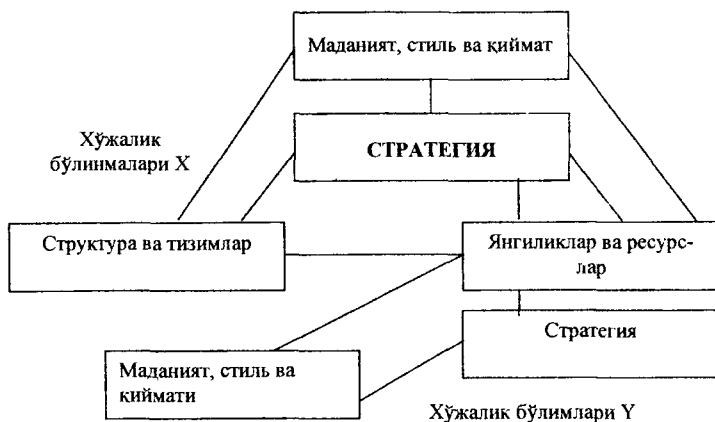 Маданият, стиль ва қиймат
Хўжалик
бўлинмалари X
СТРАТЕГИЯ
Структура ва тизимлар
Янгиликлар ва ресурс-
лар
Стратегия
Маданият, стиль ва
қиймати
Хўжалик бўлимлари Y